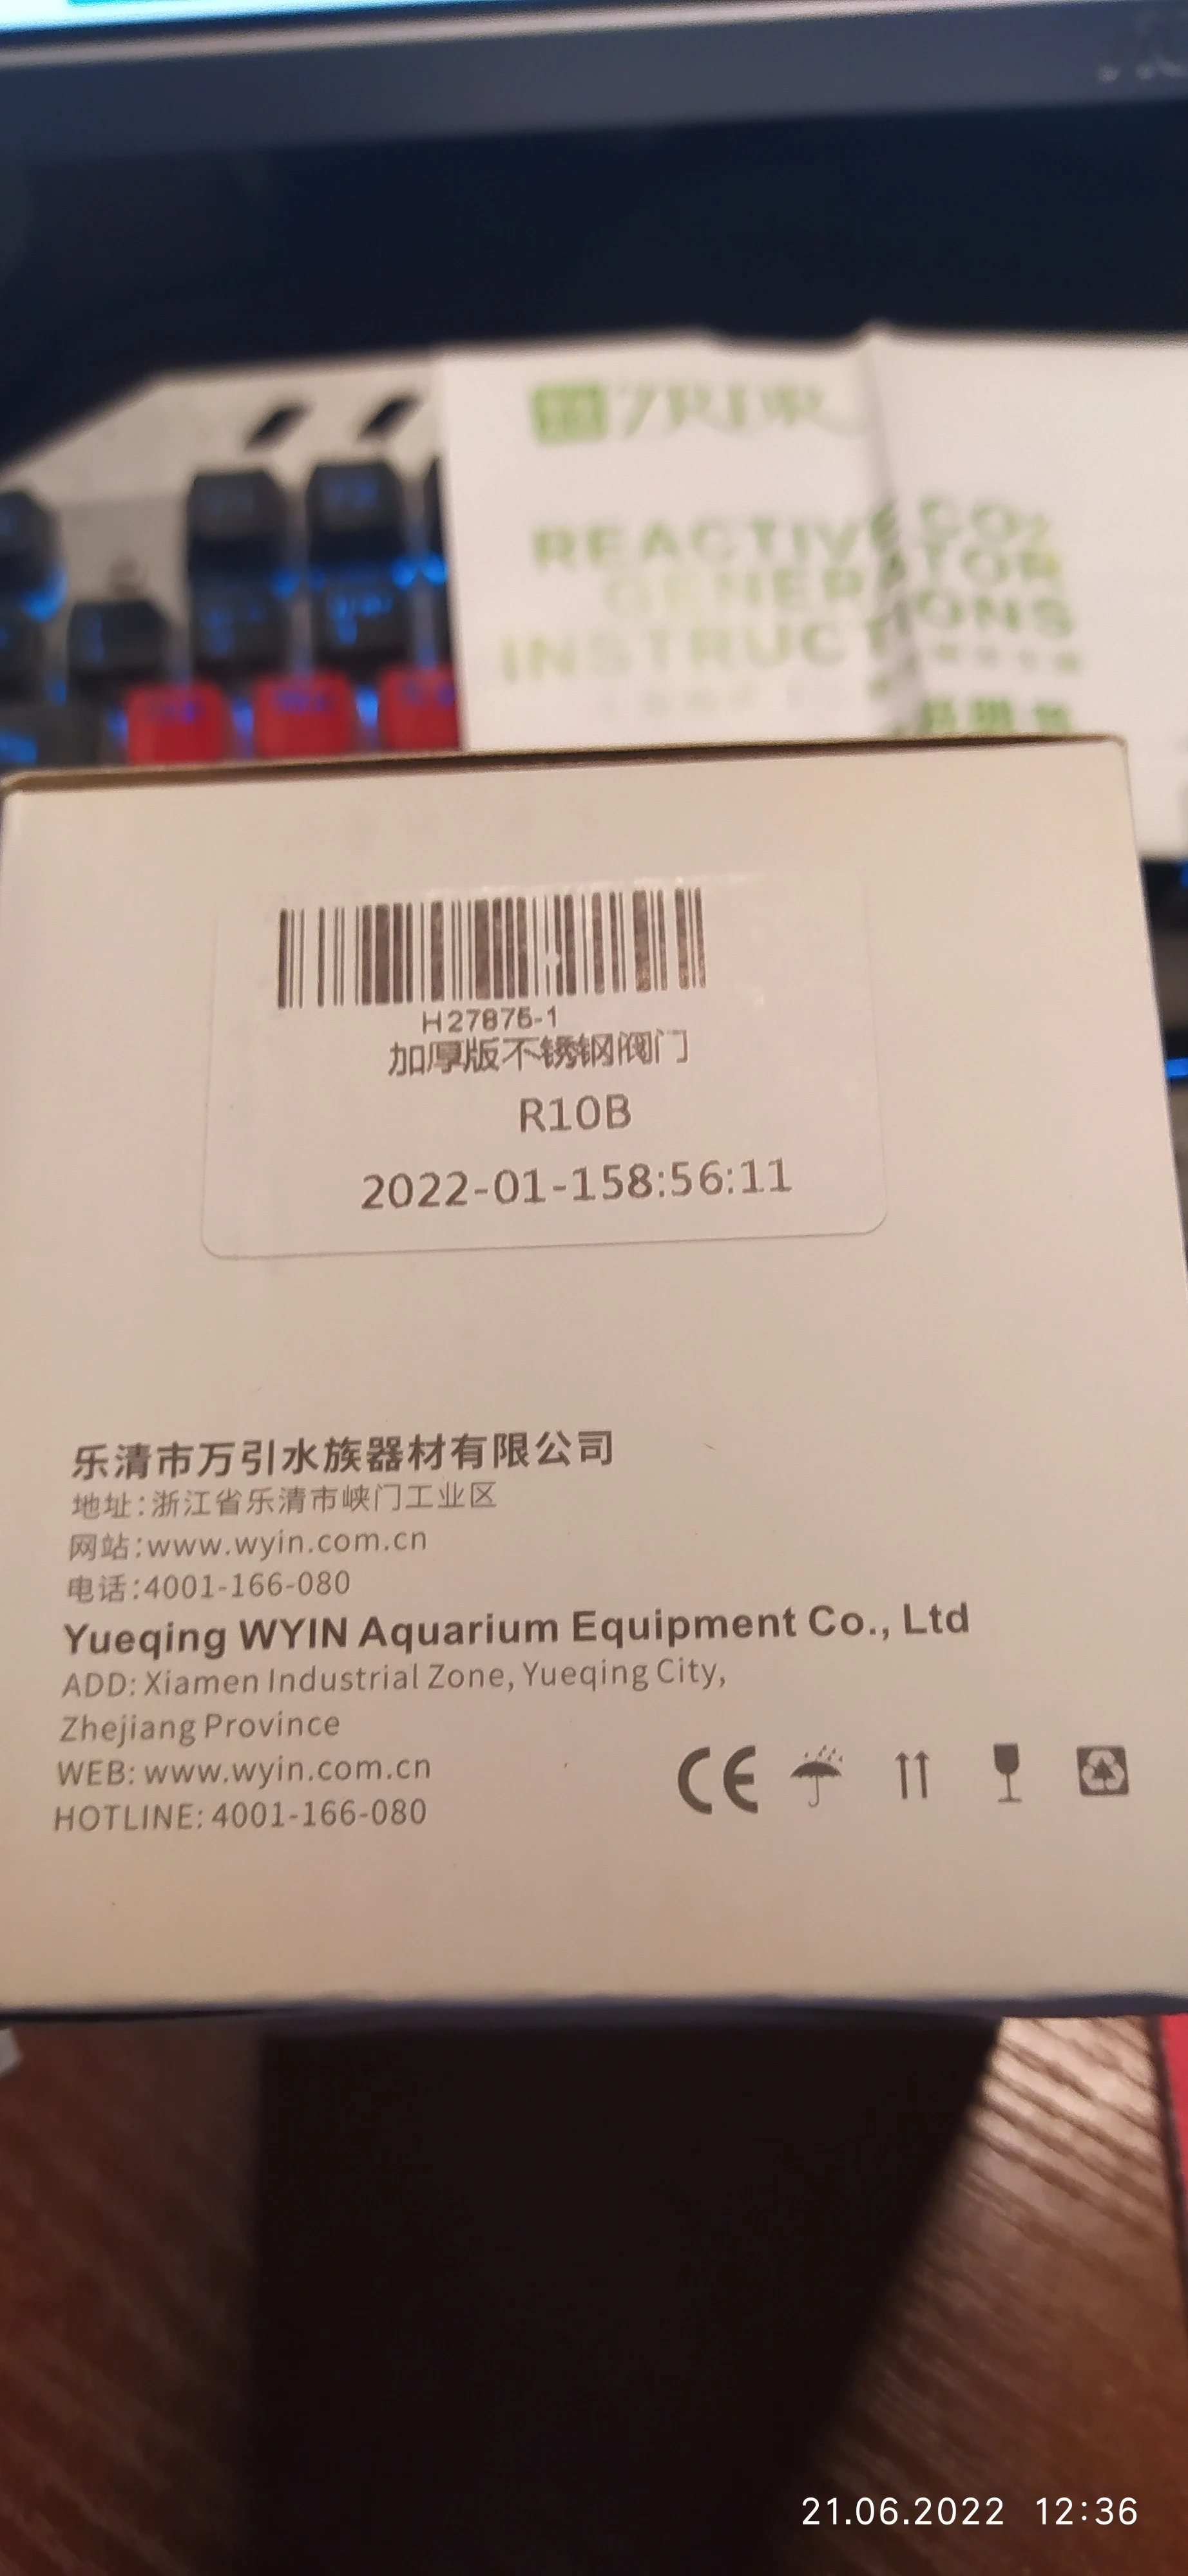 REACTIVE CO2
GENERATOR
INSTRUCTIONS
H27875-1
加厚版不锈钢阀门
R10B
2022-01-158:56:11
乐清市万引水族器材有限公司
地址:浙江省乐清市峡门工业区
网站:www.wyin.com.cn
电话:4001-166-080
Yueqing WYIN Aquarium Equipment Co., Ltd
ADD: Xiamen Industrial Zone, Yueqing City,
Zhejiang Province
WEB: www.wyin.com.cn
HOTLINE: 4001-166-080
CE
21.06.2022 12:36